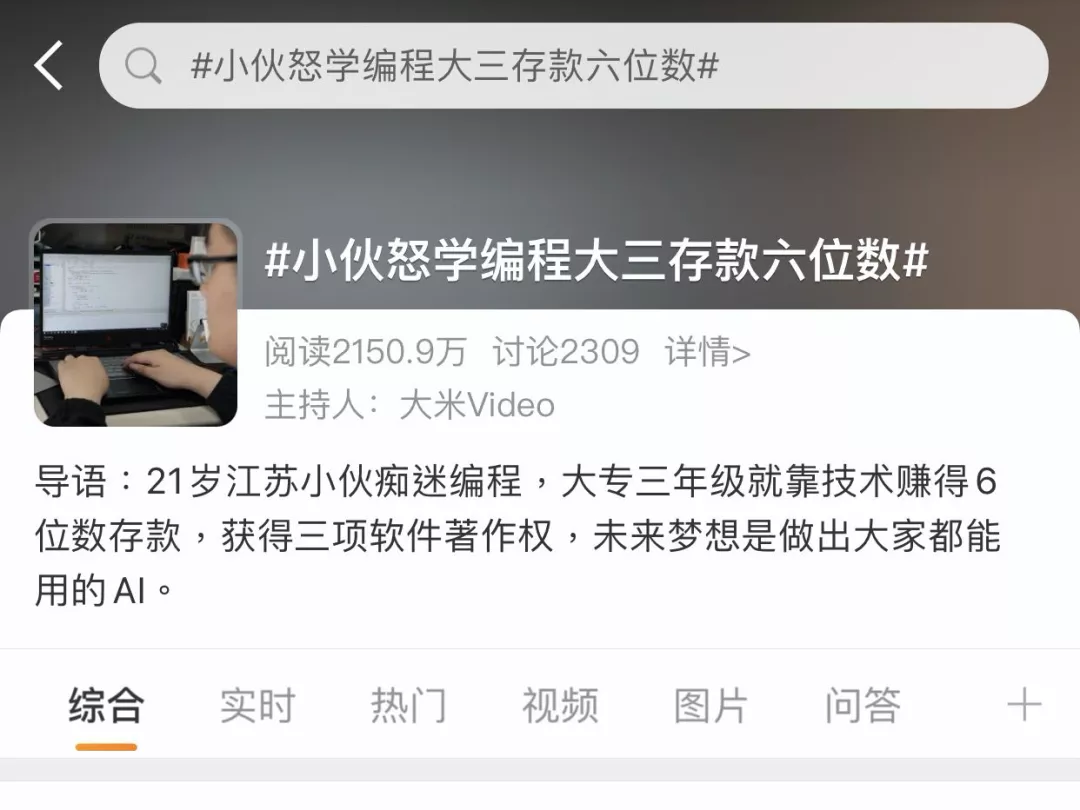 #小伙怒学编程大三存款六位数#
#小伙怒学编程大三存款六位数#
阅读2150.9万 讨论2309 详情>
主持人：大米Video
导语：21岁江苏小伙痴迷编程，大专三年级就靠技术赚得6
位数存款，获得三项软件著作权，未来梦想是做出大家都能
用的AI。
综合 实时 热门 视频 图片 问答 +